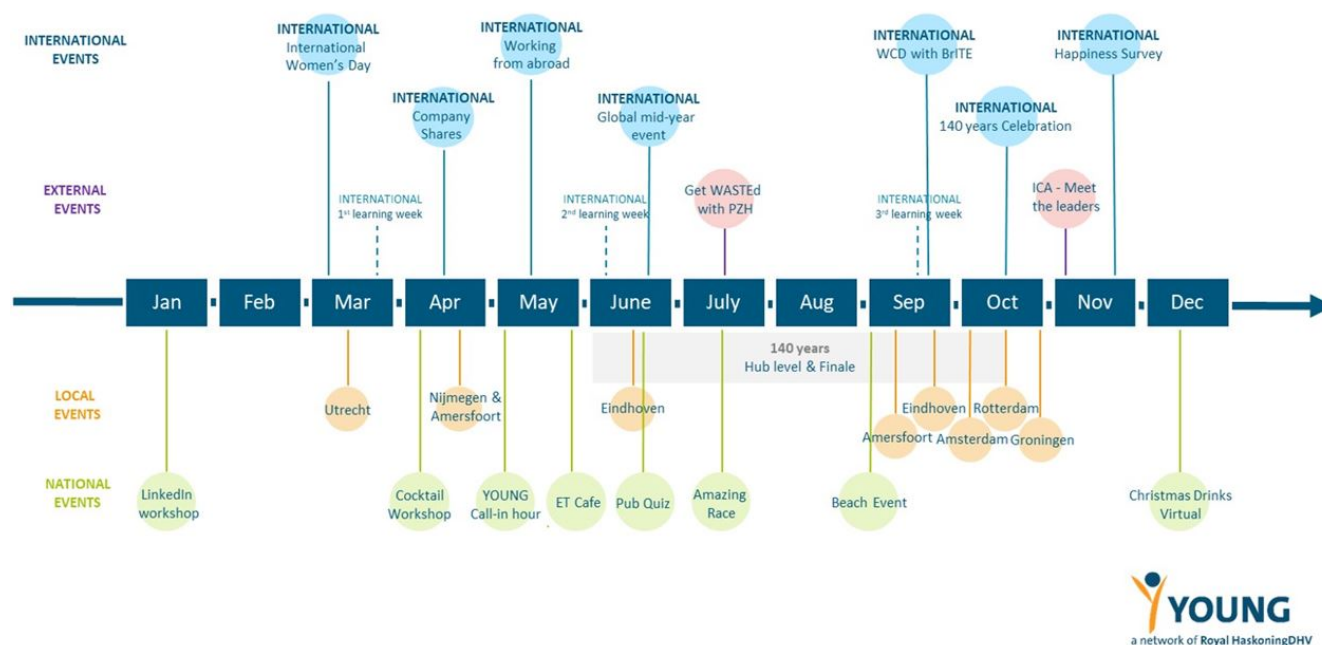 INTERNATIONAL
EVENTS
INTERNATIONAL
International
Women's Day
INTERNATIONAL
Company
Shares
INTERNATIONAL
Working
from abroad
INTERNATIONAL
Global mid-year
event
INTERNATIONAL
WCD with BrITE
INTERNATIONAL
140 years Celebration
INTERNATIONAL
Happiness Survey
EXTERNAL
EVENTS
INTERNATIONAL
1st learning week
INTERNATIONAL
2nd learning week
Get WASTEd
with PZH
INTERNATIONAL
3rd learning week
ICA - Meet
the leaders
Jan
Feb
Mar
Apr
May
June
July
Aug
Sep
Oct
Nov
Dec
140 years
Hub level & Finale
LOCAL
EVENTS
Utrecht
Nijmegen &
Amersfoort
Eindhoven
Amersfoort
Eindhoven
Amsterdam
Rotterdam
Groningen
NATIONAL
EVENTS
LinkedIn
workshop
Cocktail
Workshop
YOUNG
Call-in hour
ET Cafe
Pub Quiz
Amazing
Race
Beach Event
Christmas Drinks
Virtual
YOUNG
a network of Royal HaskoningDHV